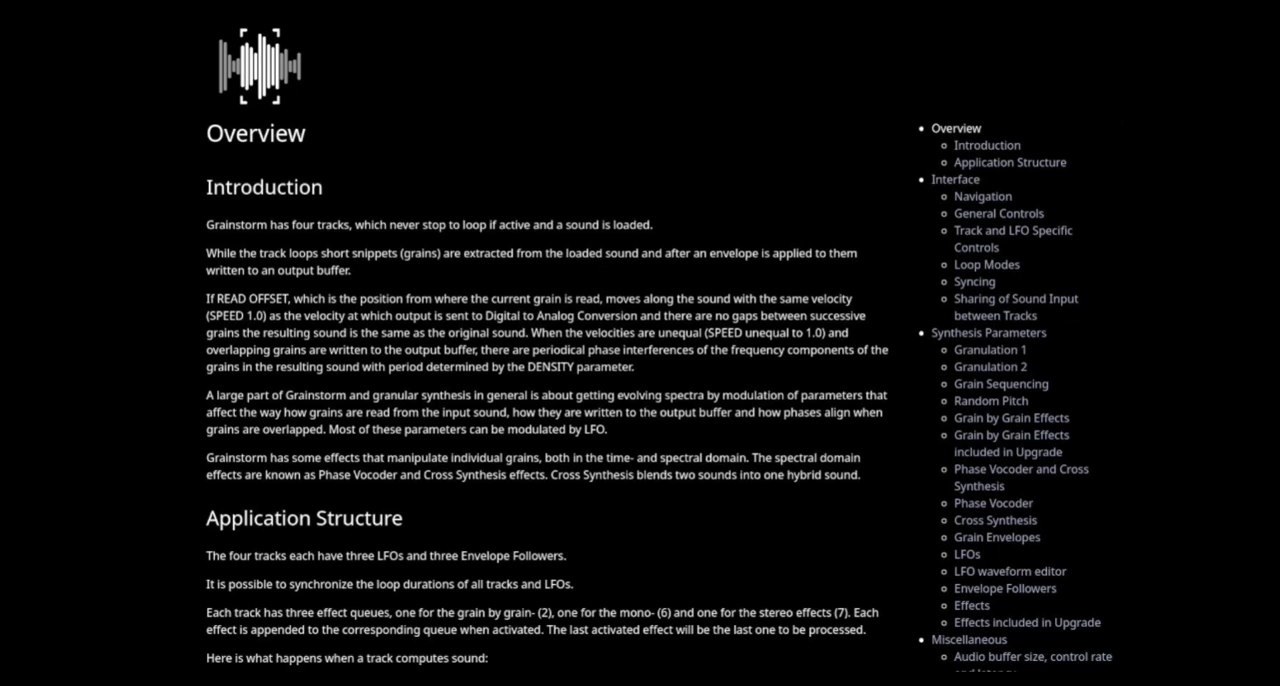 Overview
Introduction
Grainstorm has four tracks, which never stop to loop if active and a sound is loaded.
While the track loops short snippets (grains) are extracted from the loaded sound and after an envelope is applied to them
written to an output buffer.
If READ OFFSET, which is the position from where the current grain is read, moves along the sound with the same velocity
(SPEED 1.0) as the velocity at which output is sent to Digital to Analog Conversion and there are no gaps between successive
grains the resulting sound is the same as the original sound. When the velocities are unequal (SPEED unequal to 1.0) and
overlapping grains are written to the output buffer, there are periodical phase interferences of the frequency components of the
grains in the resulting sound with period determined by the DENSITY parameter.
A large part of Grainstorm and granular synthesis in general is about getting evolving spectra by modulation of parameters that
affect the way how grains are read from the input sound, how they are written to the output buffer and how phases align when
grains are overlapped. Most of these parameters can be modulated by LFO.
Grainstorm has some effects that manipulate individual grains, both in the time- and spectral domain. The spectral domain
effects are known as Phase Vocoder and Cross Synthesis effects. Cross Synthesis blends two sounds into one hybrid sound.
Application Structure
The four tracks each have three LFOs and three Envelope Followers.
It is possible to synchronize the loop durations of all tracks and LFOs.
Each track has three effect queues, one for the grain by grain- (2), one for the mono- (6) and one for the stereo effects (7). Each
effect is appended to the corresponding queue when activated. The last activated effect will be the last one to be processed.
Here is what happens when a track computes sound:
Overview
Introduction
Application Structure
Interface
Navigation
General Controls
Track and LFO Specific
Controls
Loop Modes
Syncing
Sharing of Sound Input
between Tracks
Synthesis Parameters
Granulation 1
Granulation 2
Grain Sequencing
Random Pitch
Grain by Grain Effects
Grain by Grain Effects
included in Upgrade
Phase Vocoder and Cross
Synthesis
Phase Vocoder
Cross Synthesis
Grain Envelopes
LFOs
LFO waveform editor
Envelope Followers
Effects
Effects included in Upgrade
Miscellaneous
Audio buffer size, control rate